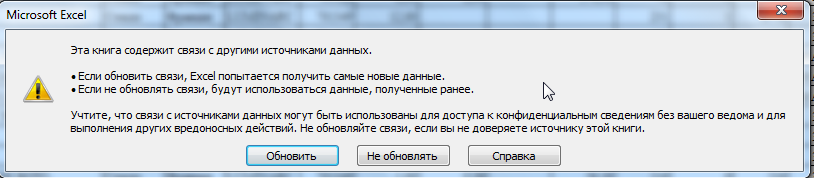 Microsoft Excel
Эта книга содержит связи с другими источниками данных.
• Если обновить связи, Excel попытается получить самые новые данные.
• Если не обновлять связи, будут использоваться данные, полученные ранее.
Учтите, что связи с источниками данных могут быть использованы для доступа к конфиденциальным сведениям без вашего ведома и для
выполнения других вредоносных действий. Не обновляйте связи, если вы не доверяете источнику этой книги.
Обновить Не обновлять Справка